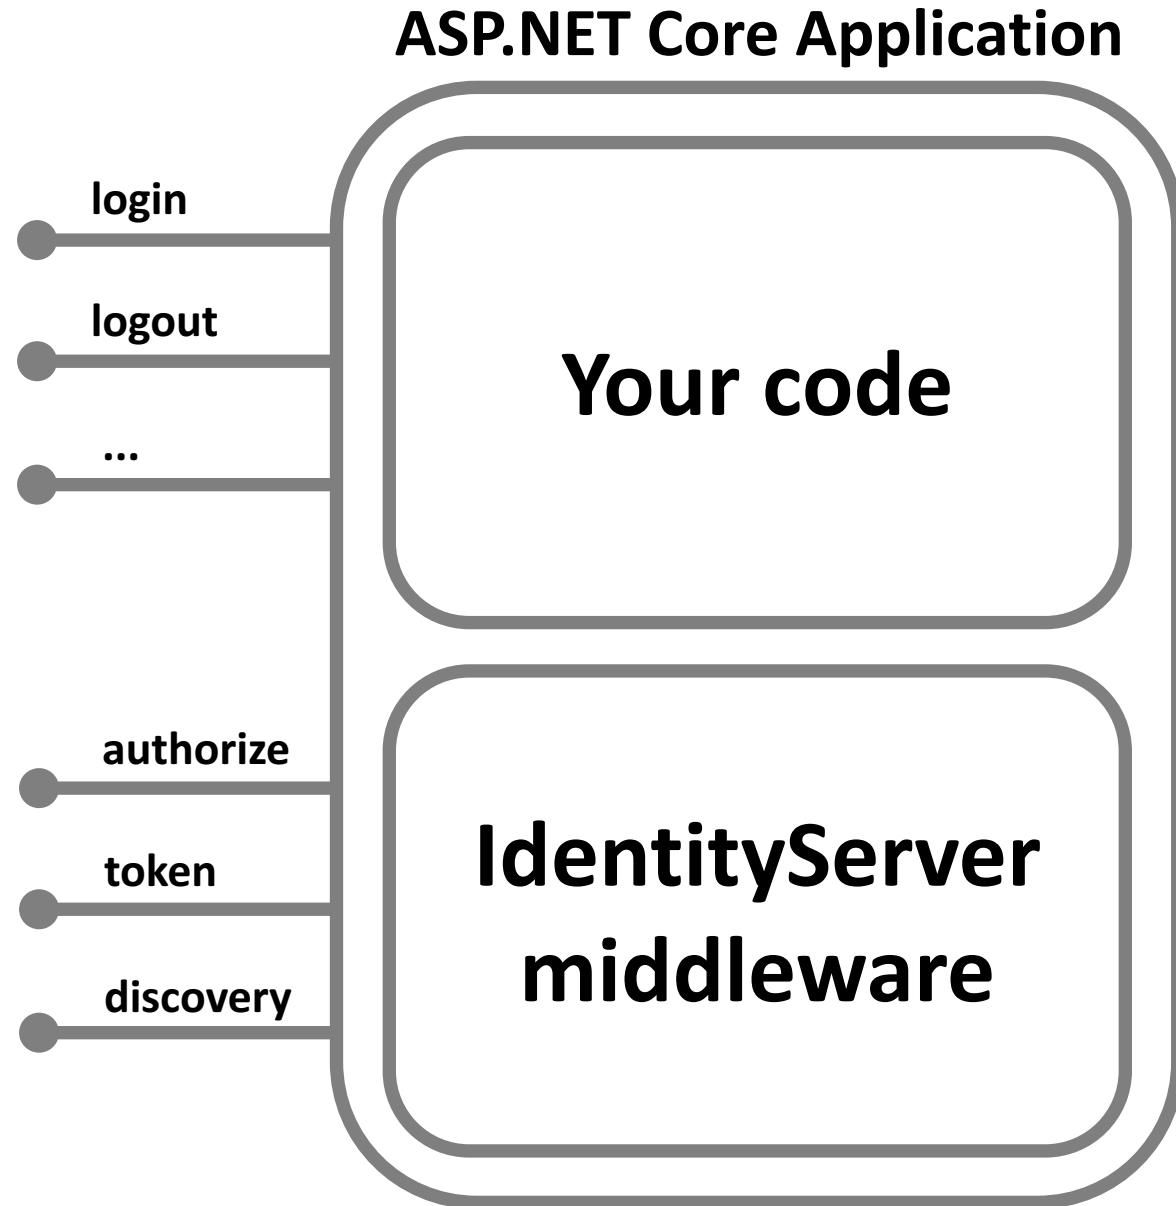 ASP.NET Core Application
login
logout
...
Your code
authorize
token
discovery
IdentityServer
middleware